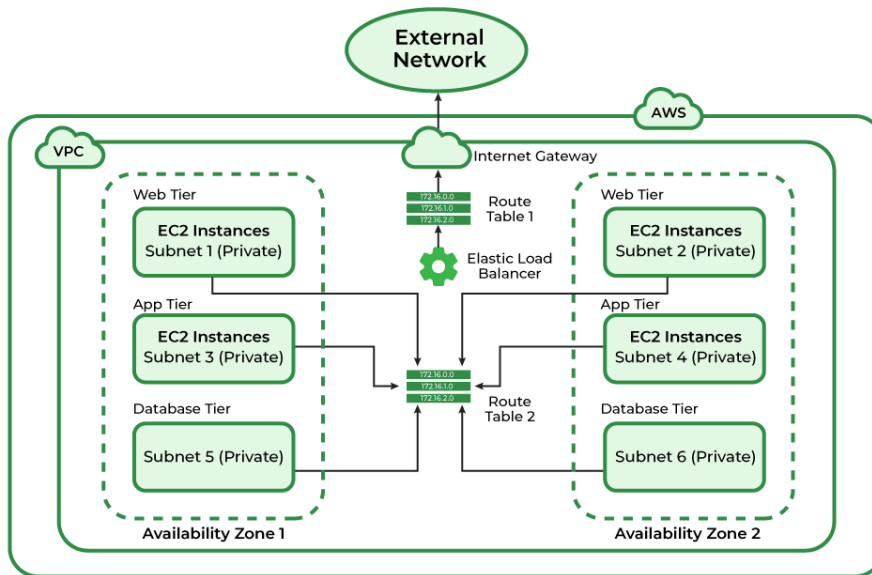 External
Network
AWS
VPC
Internet Gateway
Web Tier
EC2 Instances
Subnet 1 (Private)
App Tier
EC2 Instances
Subnet 3 (Private)
Database Tier
Subnet 5 (Private)
Availability Zone 1
172.16.0.0
172.16.1.0
172.16.2.0
Route
Table 1
Elastic Load
Balancer
172.16.0.0
172.16.1.0
172.16.2.0
Route
Table 2
Web Tier
EC2 Instances
Subnet 2 (Private)
App Tier
EC2 Instances
Subnet 4 (Private)
Database Tier
Subnet 6 (Private)
Availability Zone 2